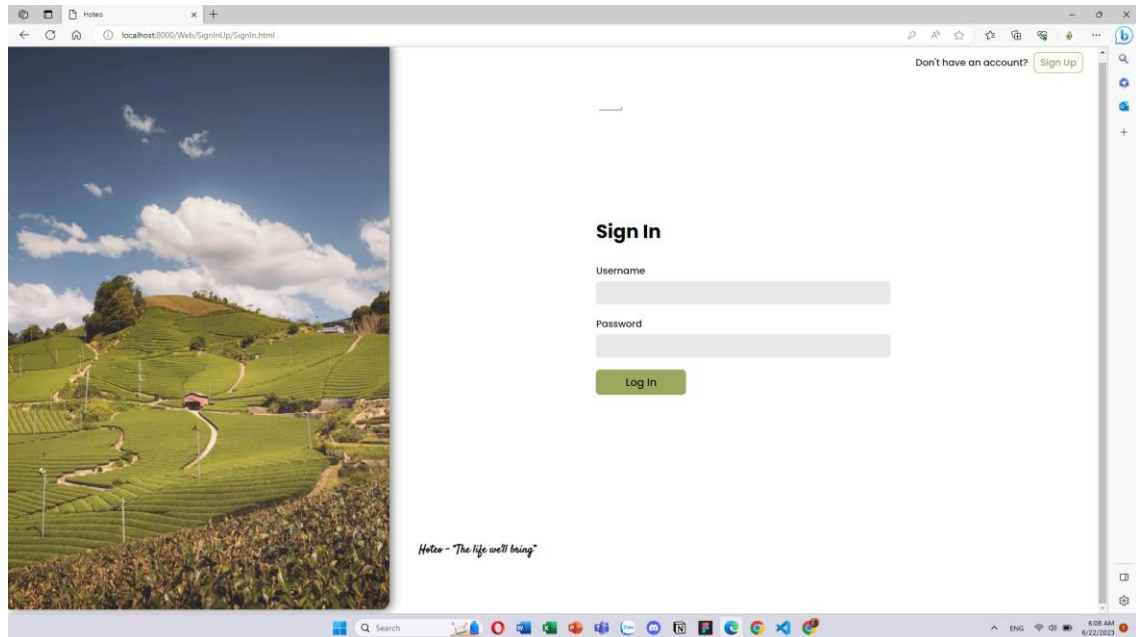 Hoteo
localhost:8000/Web/SignInUp/SignIn.html
Don't have an account? Sign Up
Sign In
Username
Password
Log In
Hoteo - "The life we'll bring"
Search
ENG
6:08 AM
6/22/2023